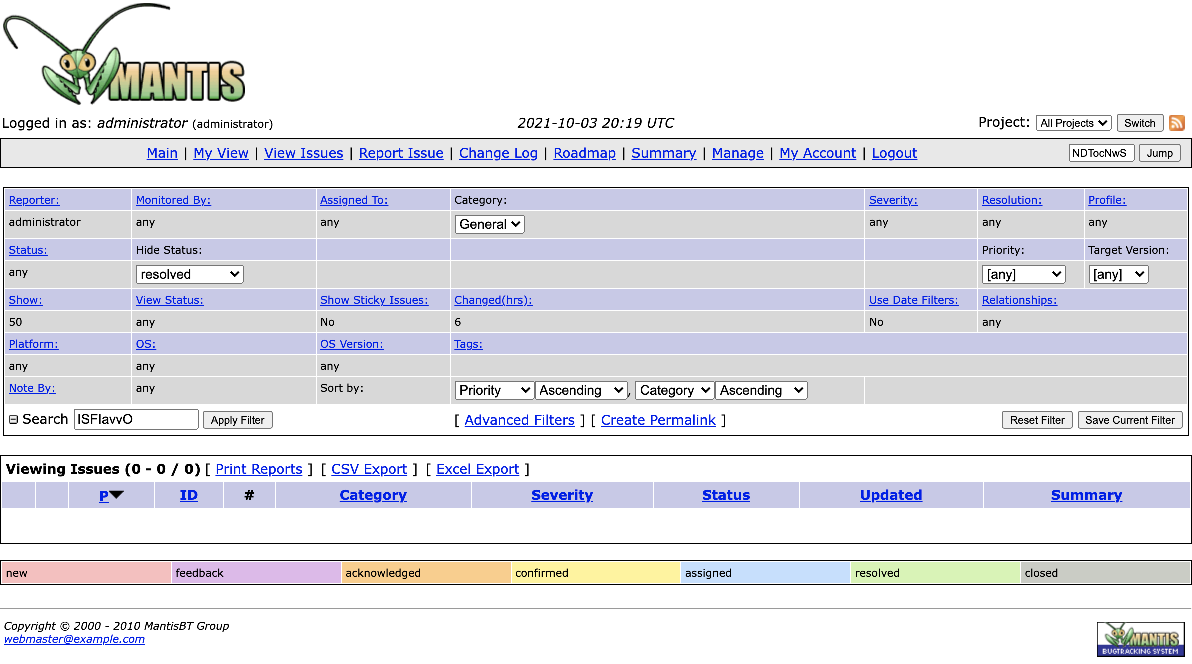 MANTIS
Logged in as: administrator (administrator) 2021-10-03 20:19 UTC Project: All Projects Switch
Main | My View | View Issues | Report Issue | Change Log | Roadmap | Summary | Manage | My Account | Logout NDTocNwS Jump
Reporter: Monitored By: Assigned To: Category: Severity: Resolution: Profile:
administrator any any General any any any
Status: Hide Status: Priority: Target Version:
any resolved [any] [any]
Show: View Status: Show Sticky Issues: Changed(hrs): Use Date Filters: Relationships:
50 any No 6 No any
Platform: OS: OS Version: Tags:
any any any
Note By: any Sort by: Priority Ascending , Category Ascending
Search ISFIavvO Apply Filter [ Advanced Filters ] [ Create Permalink ] Reset Filter Save Current Filter
Viewing Issues (0 - 0 / 0) [ Print Reports ] [ CSV Export ] [ Excel Export ]
P ID # Category Severity Status Updated Summary
new feedback acknowledged confirmed assigned resolved closed
Copyright © 2000 - 2010 MantisBT Group
webmaster@example.com
MANTIS
BUGTRACKING SYSTEM